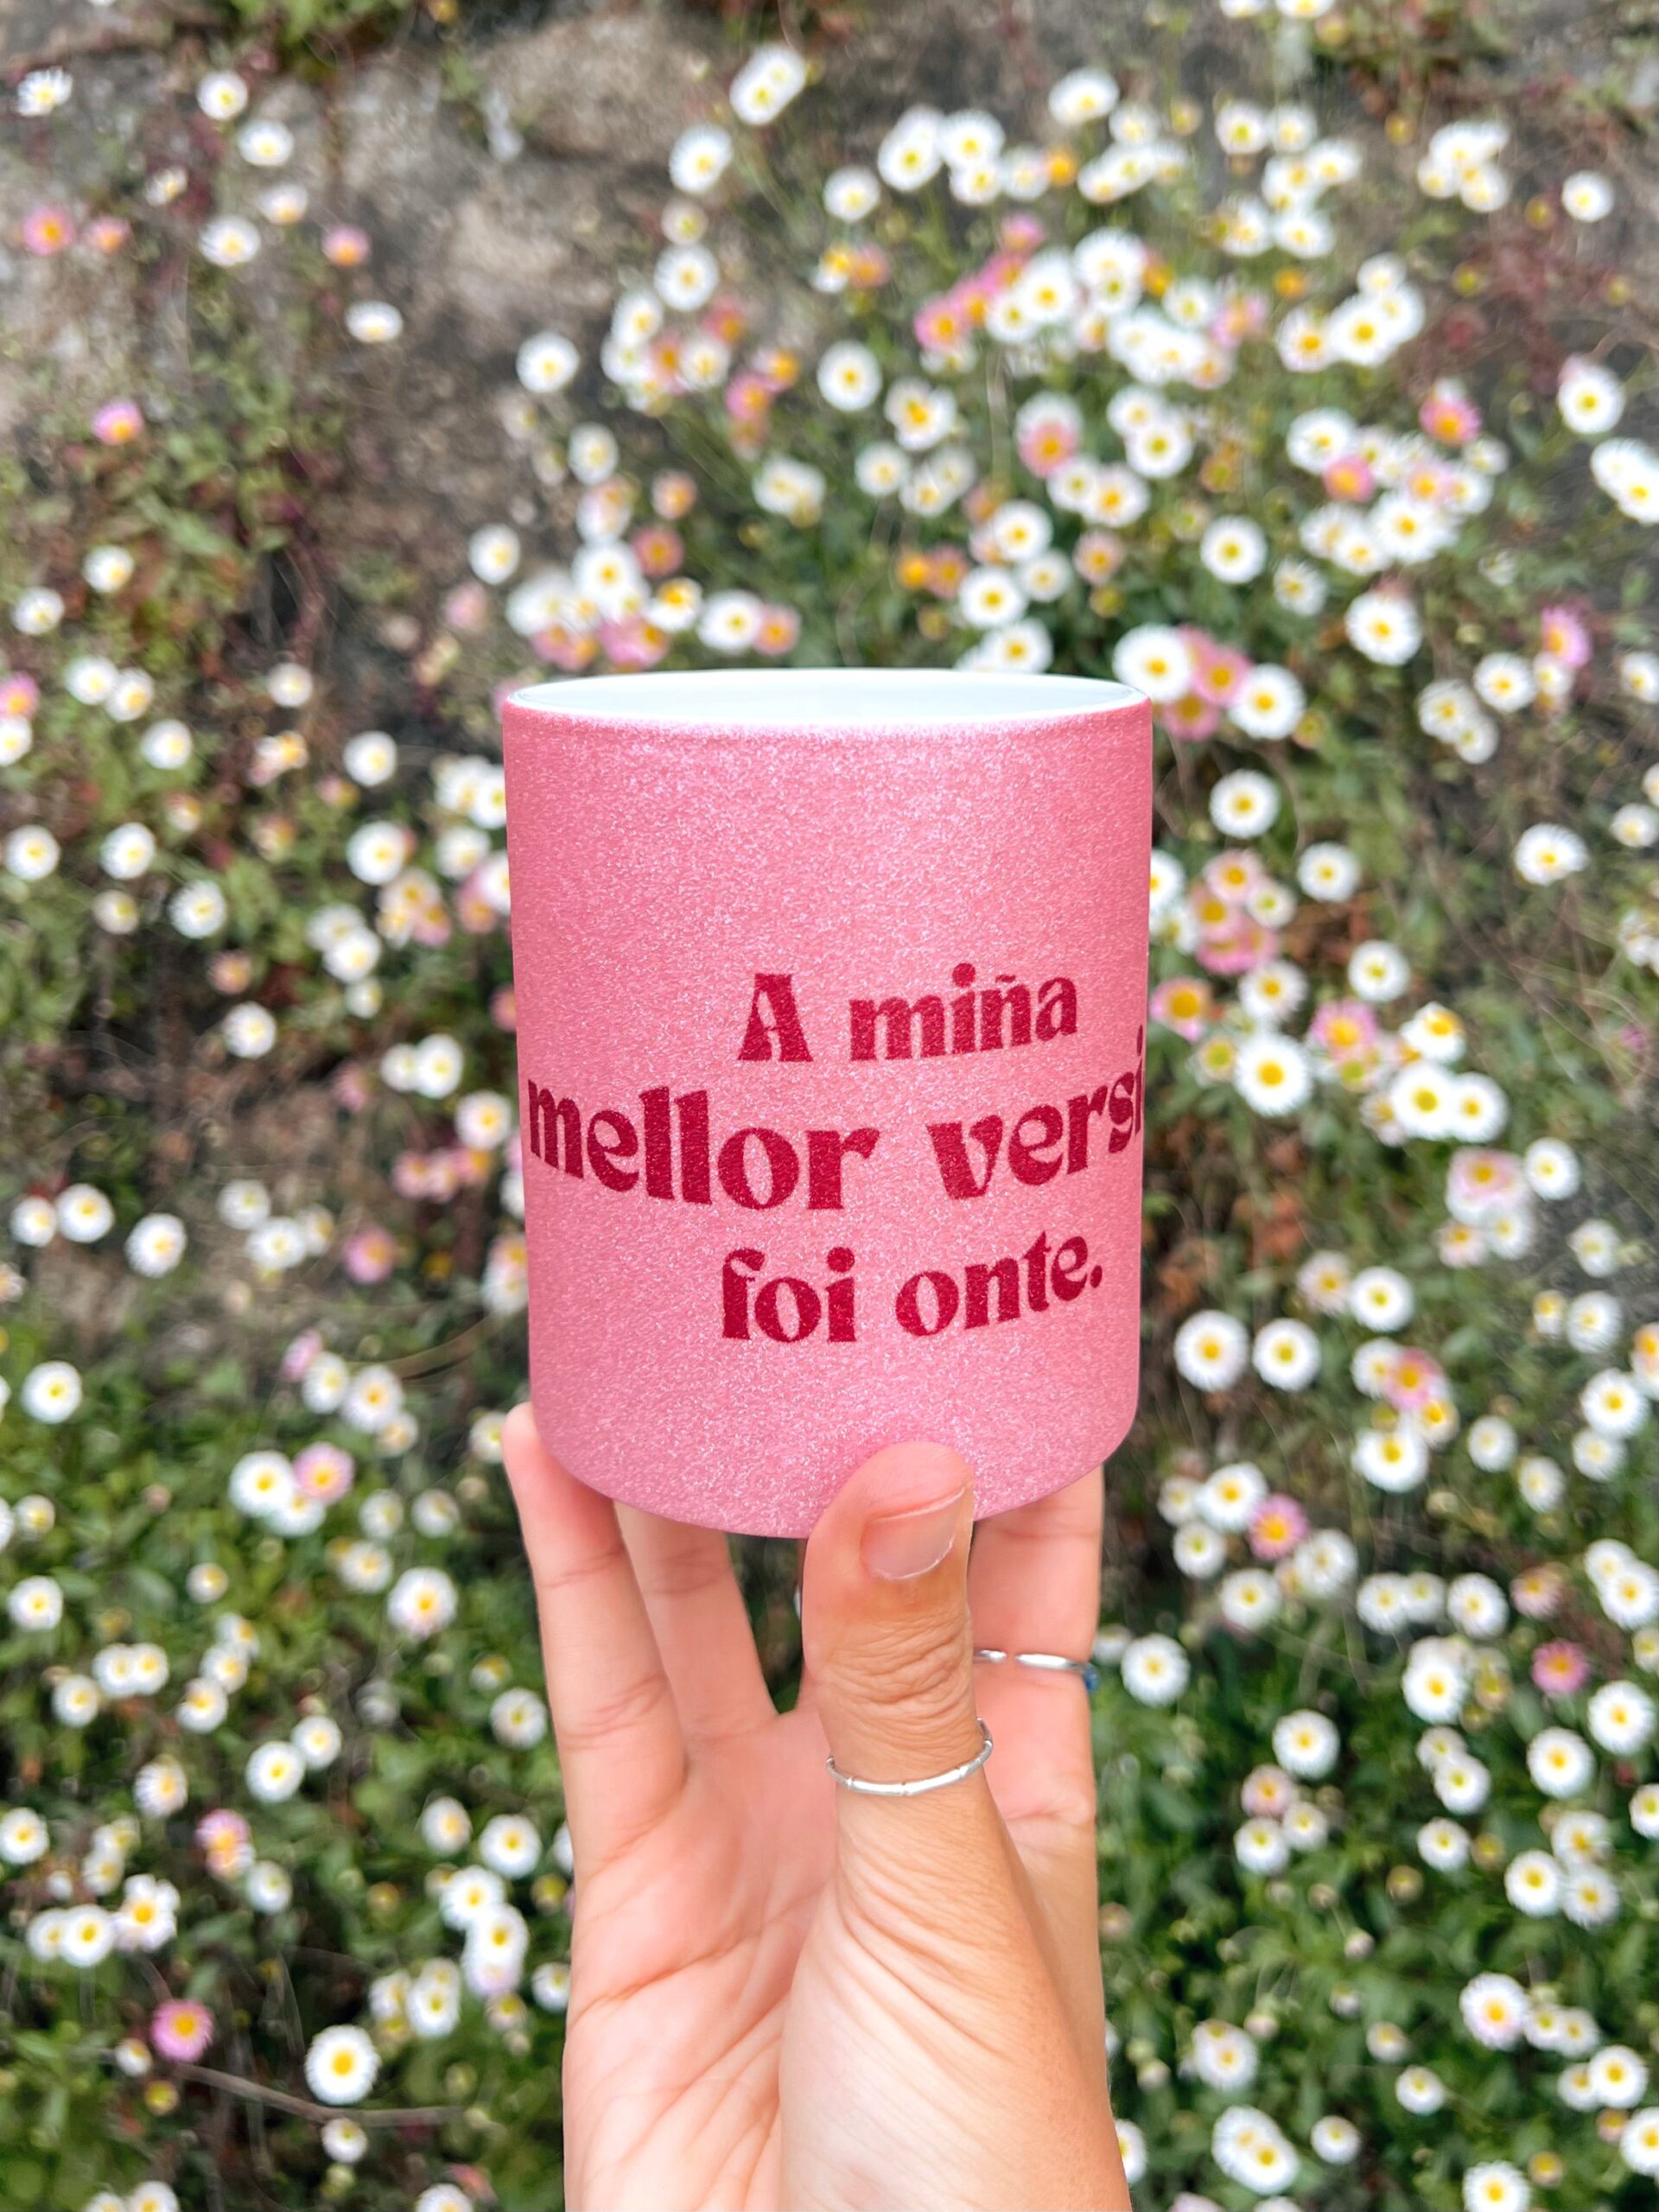 A miña
mellor versi
foi onte.